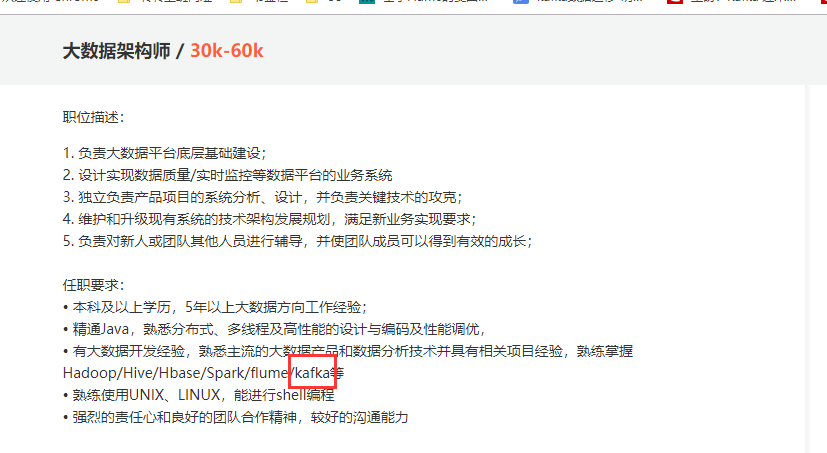 大数据架构师 / 30k-60k
职位描述：
1. 负责大数据平台底层基础建设；
2. 设计实现数据质量/实时监控等数据平台的业务系统
3. 独立负责产品项目的系统分析、设计，并负责关键技术的攻克；
4. 维护和升级现有系统的技术架构发展规划，满足新业务实现要求；
5. 负责对新人或团队其他人员进行辅导，并使团队成员可以得到有效的成长；
任职要求：
• 本科及以上学历，5年以上大数据方向工作经验；
• 精通Java，熟悉分布式、多线程及高性能的设计与编码及性能调优，
• 有大数据开发经验，熟悉主流的大数据产品和数据分析技术并具有相关项目经验，熟练掌握
Hadoop/Hive/Hbase/Spark/flume/kafka等
• 熟练使用UNIX、LINUX，能进行shell编程
• 强烈的责任心和良好的团队合作精神，较好的沟通能力